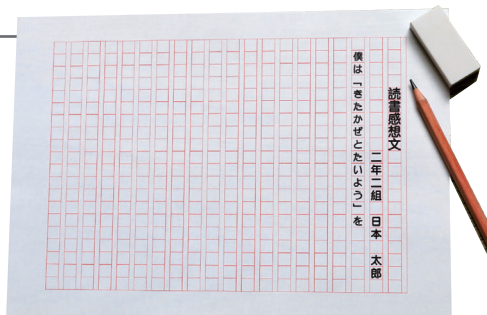 読書感想文
二年二組 日本 太郎
僕は「きたかぜとたいよう」を